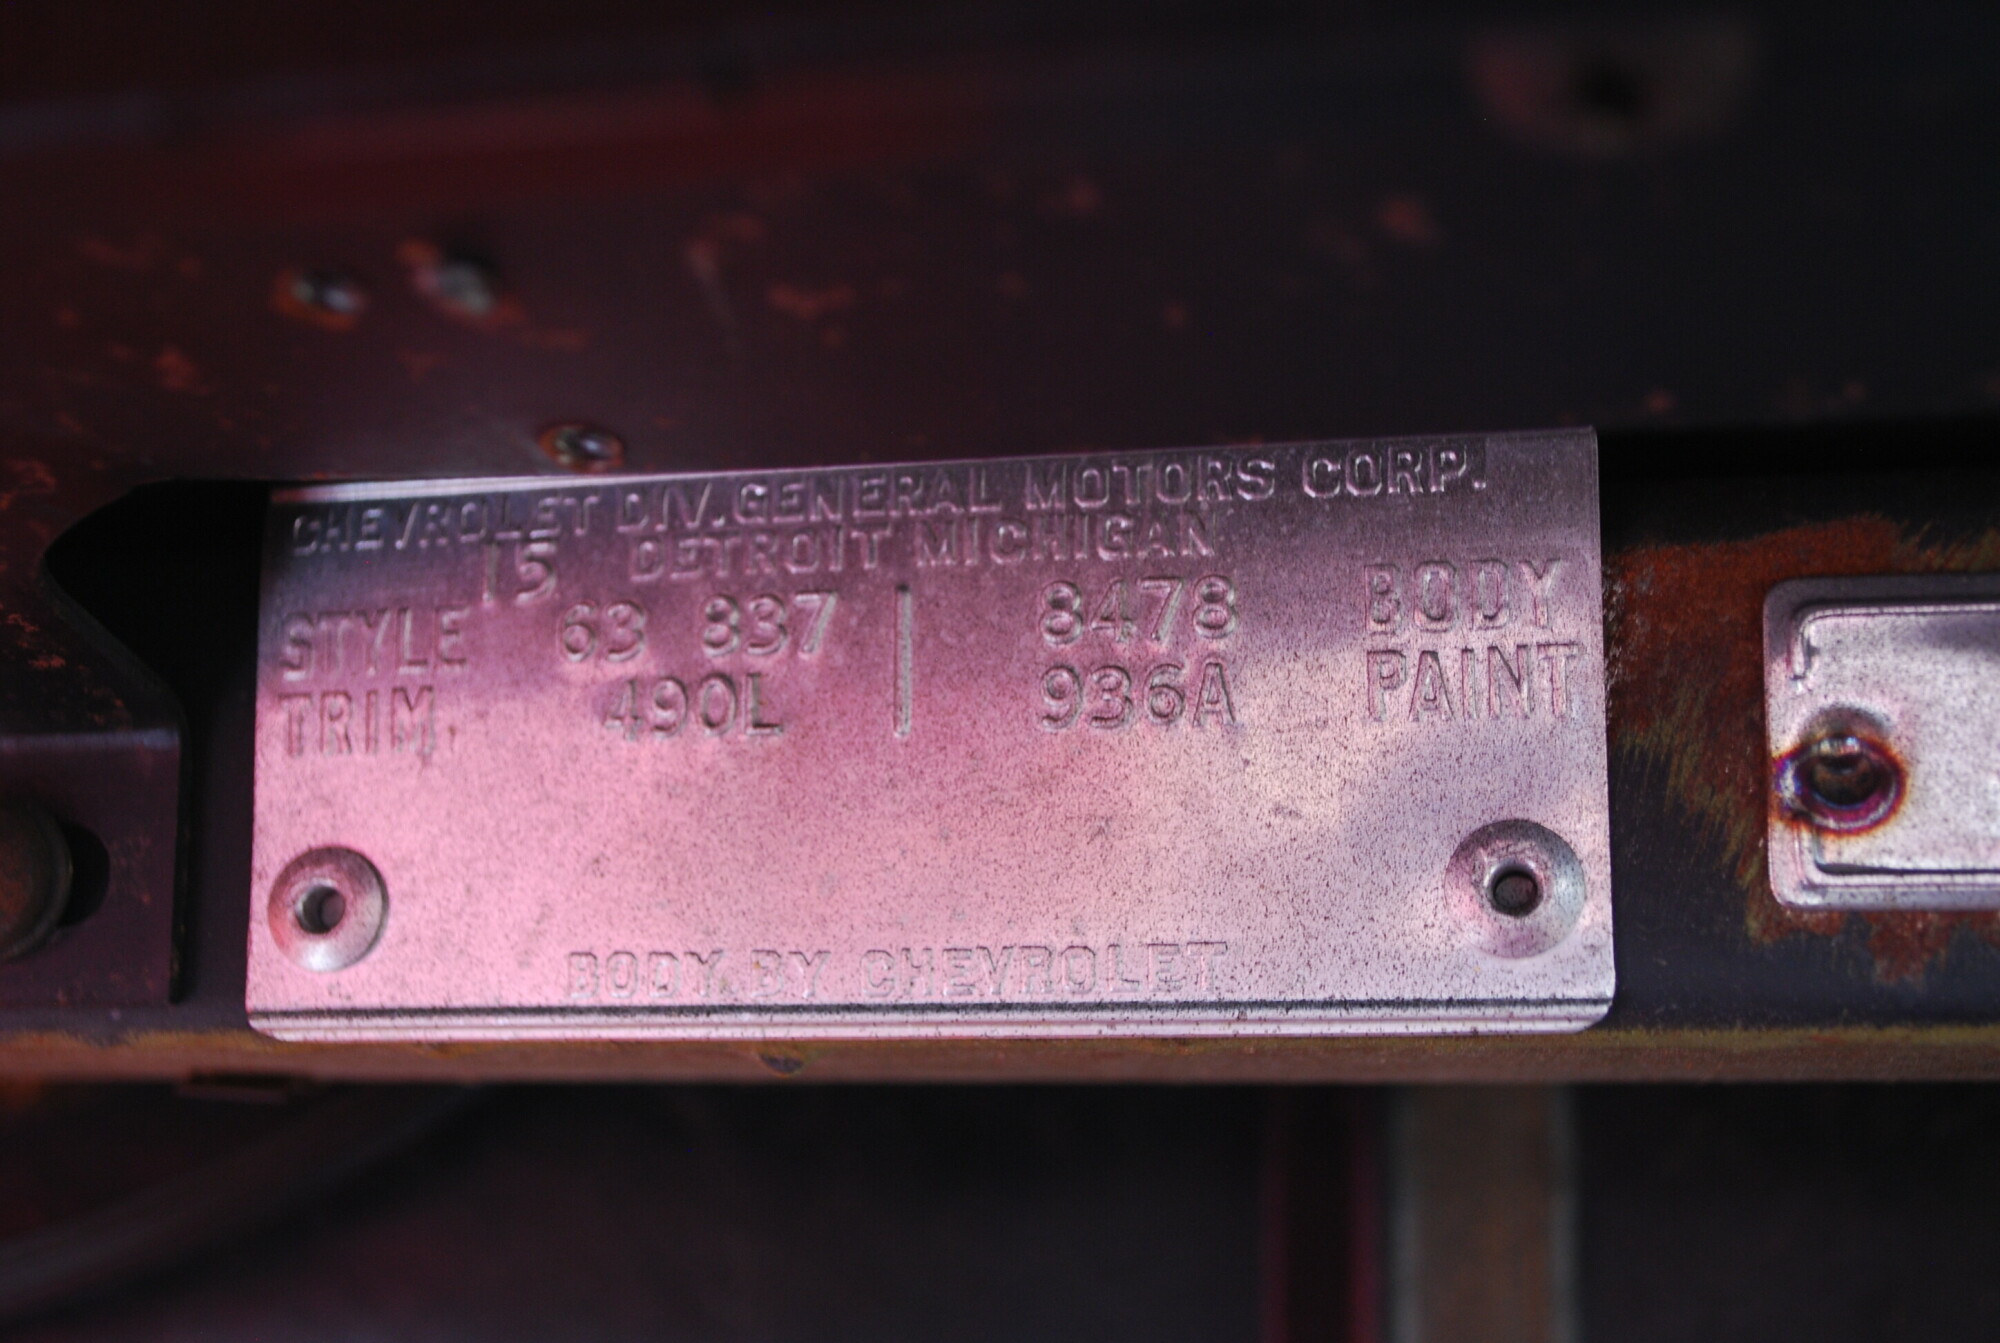 CHEVROLET DIV. GENERAL MOTORS CORP.
15 DETROIT MICHIGAN
STYLE 63 837 | 8478 BODY
TRIM. 490L 936A PAINT
BODY BY CHEVROLET